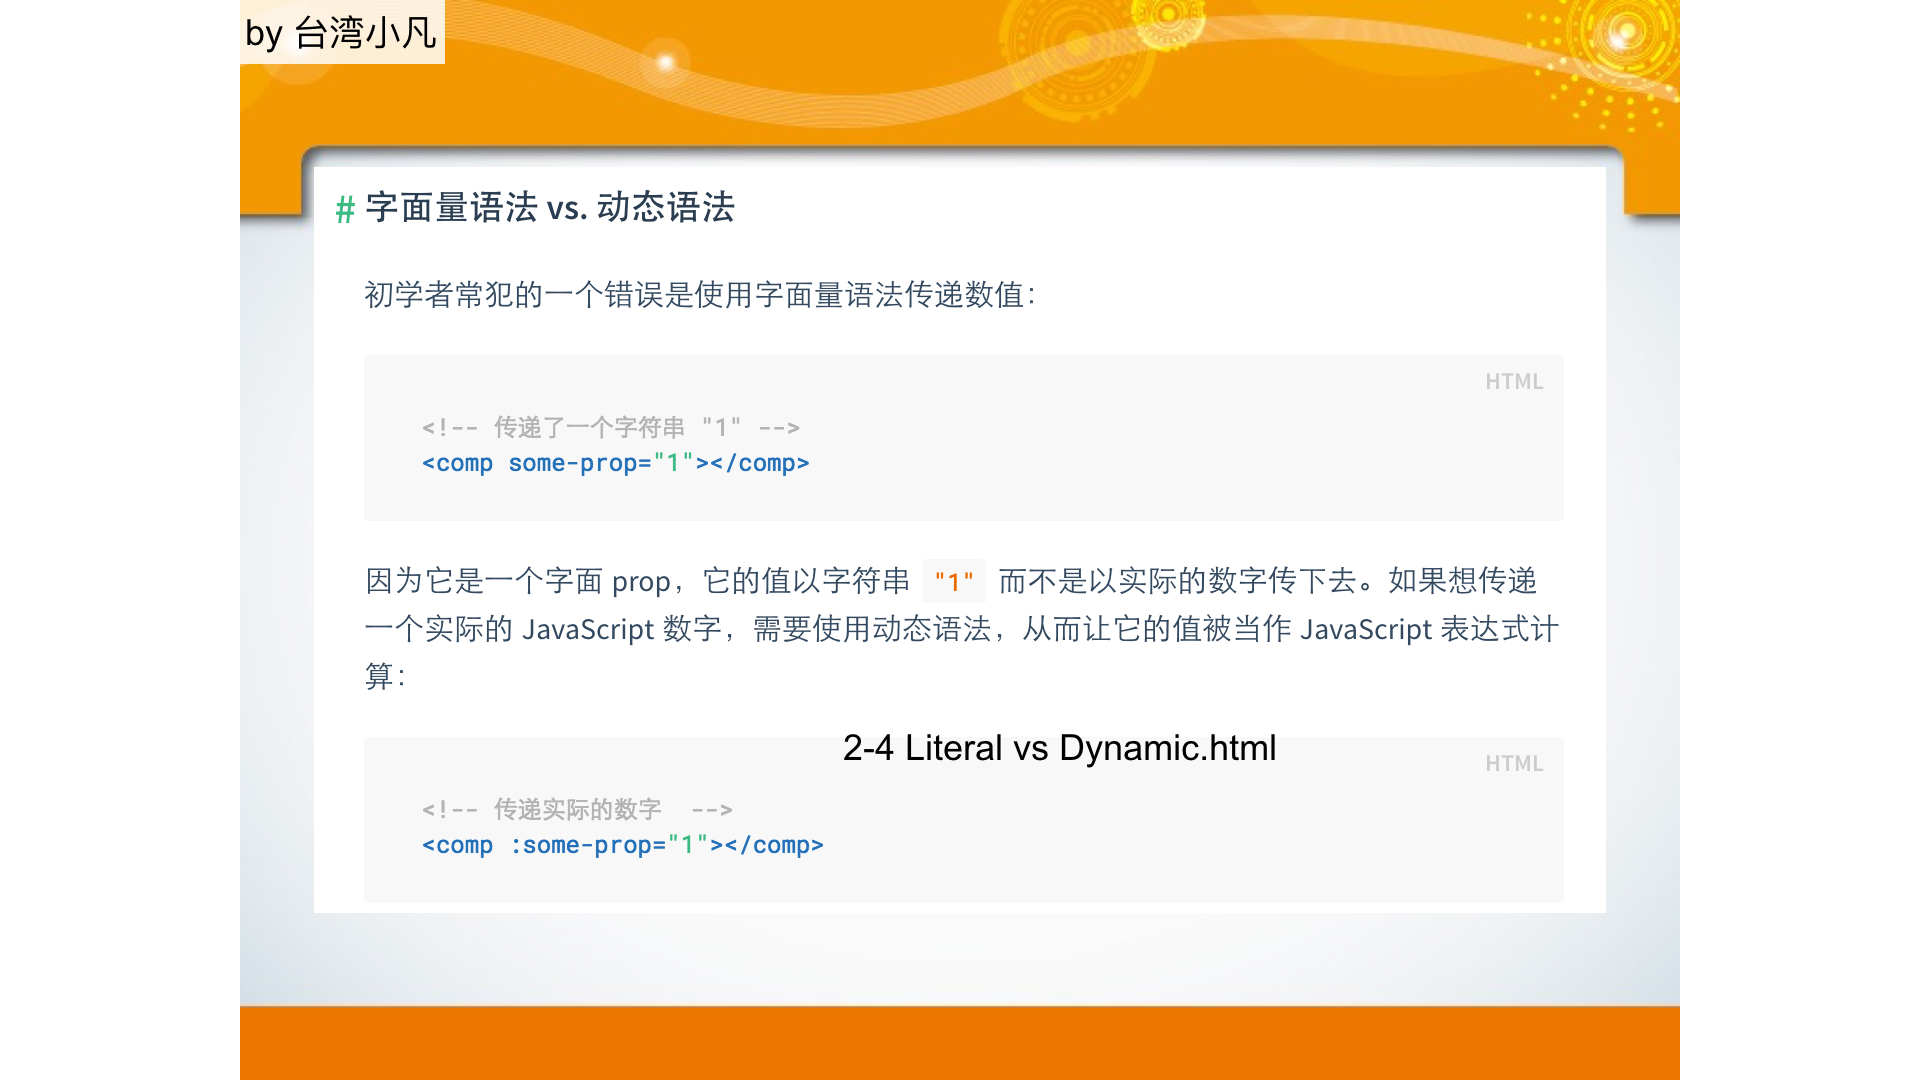 by 台湾小凡
# 字面量语法 vs. 动态语法
初学者常犯的一个错误是使用字面量语法传递数值：
HTML
<!-- 传递了一个字符串 "1" -->
<comp some-prop="1"></comp>
因为它是一个字面 prop，它的值以字符串 "1" 而不是以实际的数字传下去。如果想传递
一个实际的 JavaScript 数字，需要使用动态语法，从而让它的值被当作 JavaScript 表达式计
算：
2-4 Literal vs Dynamic.html
HTML
<!-- 传递实际的数字  -->
<comp :some-prop="1"></comp>